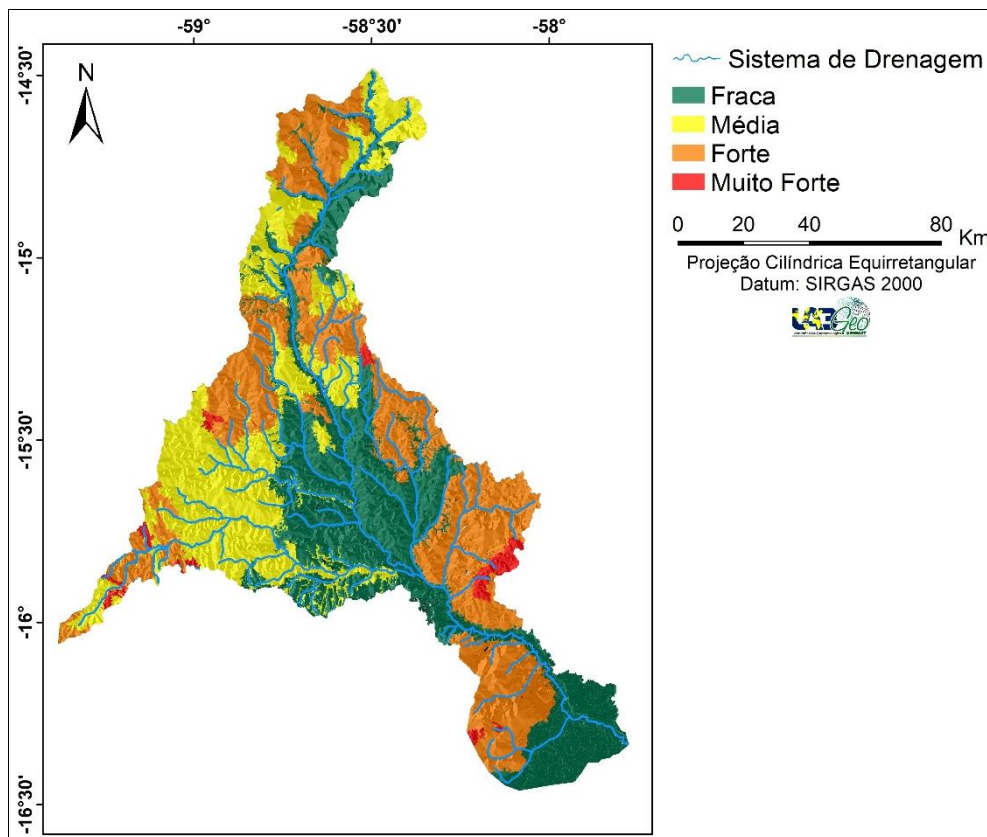 -59° -58°30' -58°
-14°30'
-15°
-15°30'
-16°
-16°30'
N
Sistema de Drenagem
Fraca
Média
Forte
Muito Forte
0 20 40 80
Km
Projeção Cilíndrica Equirretangular
Datum: SIRGAS 2000
Geo